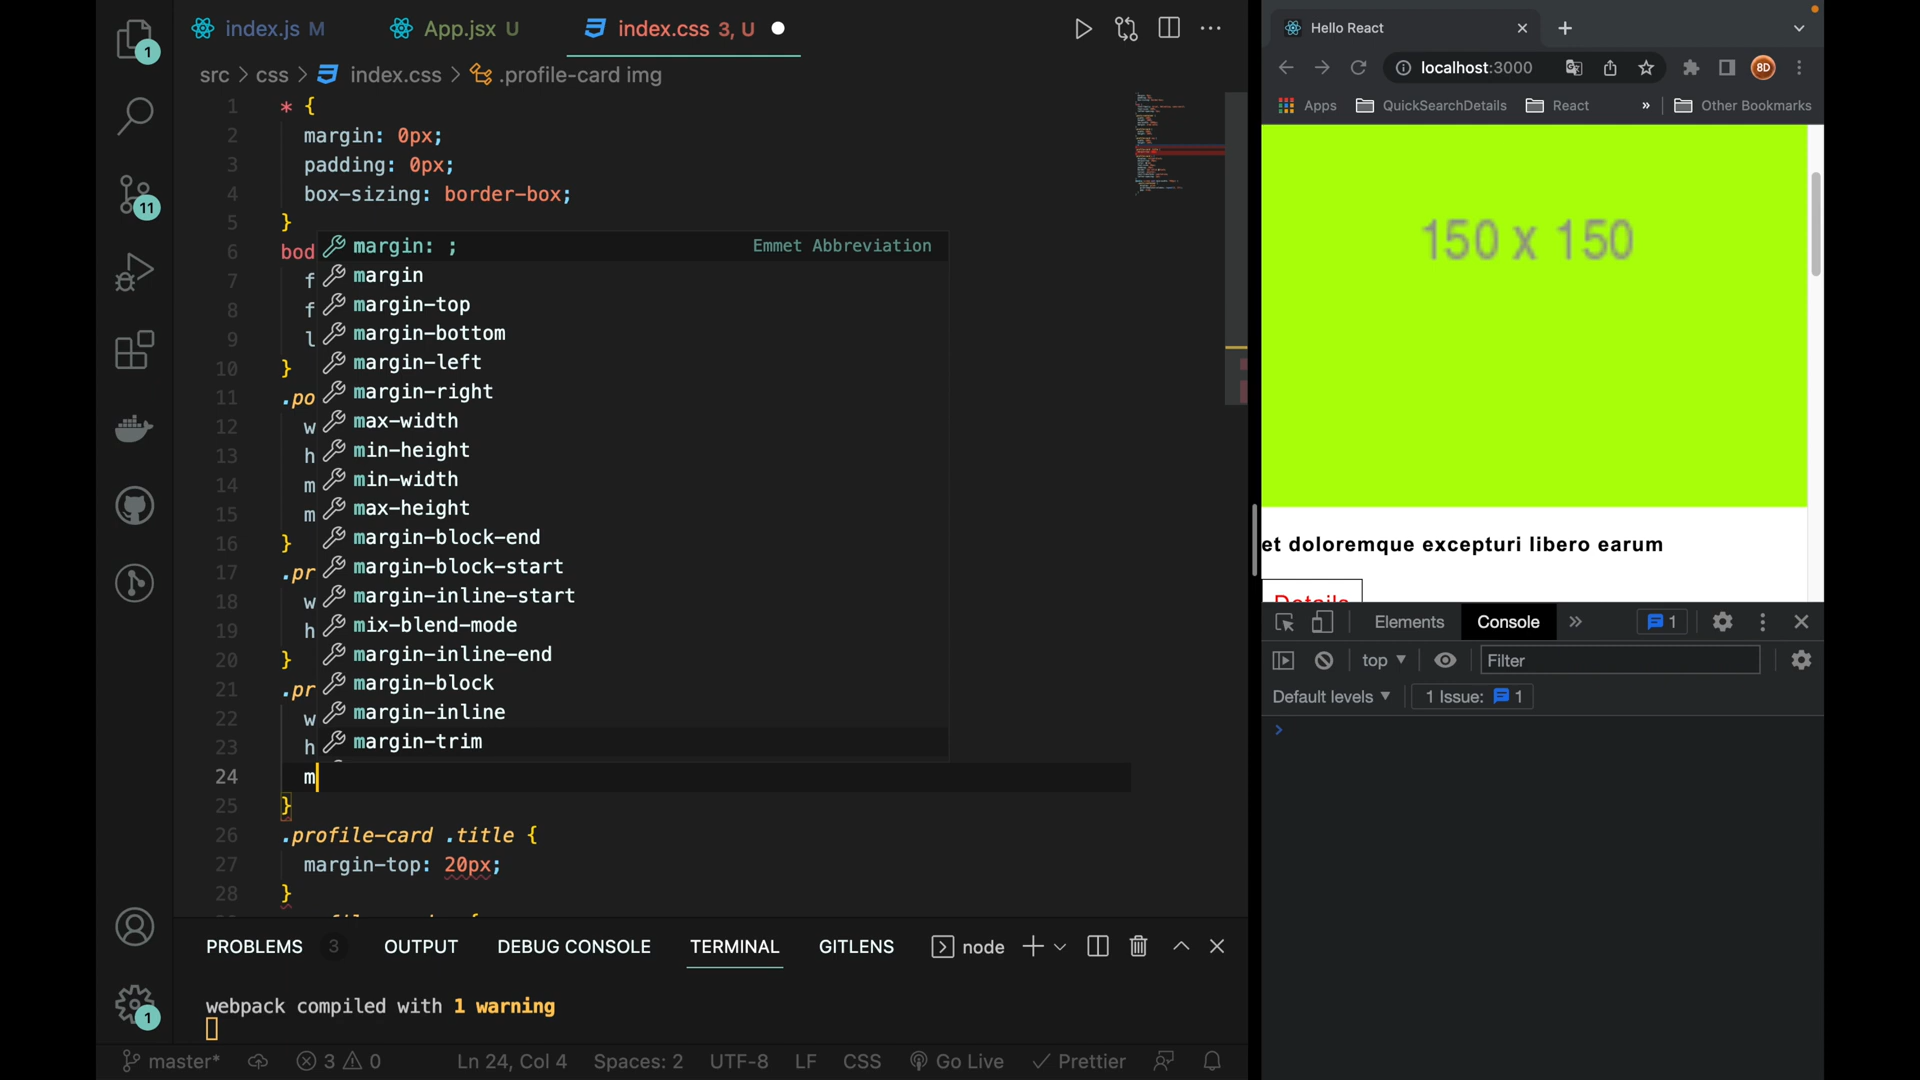 index.js M
App.jsx U
index.css 3, U
src > css > index.css > .profile-card img
1 * {
2 margin: 0px;
3 padding: 0px;
4 box-sizing: border-box;
5 }
6 bod
7 f
8 f
9 l
10 }
11 .po
12 w
13 h
14 m
15 m
16 }
17 .pr
18 w
19 h
20 }
21 .pr
22 w
23 h
24 m
25 }
26 .profile-card .title {
27 margin-top: 20px;
28 }
margin: ; Emmet Abbreviation
margin
margin-top
margin-bottom
margin-left
margin-right
max-width
min-height
min-width
max-height
margin-block-end
margin-block-start
margin-inline-start
mix-blend-mode
margin-inline-end
margin-block
margin-inline
margin-trim
1
11
1
PROBLEMS 3 OUTPUT DEBUG CONSOLE TERMINAL GITLENS node
webpack compiled with 1 warning
master* 3 0 Ln 24, Col 4 Spaces: 2 UTF-8 LF CSS Go Live Prettier
Hello React
localhost:3000 8D
Apps QuickSearchDetails React » Other Bookmarks
150 x 150
et doloremque excepturi libero earum
Details
Elements Console » 1
top Filter
Default levels 1 Issue: 1